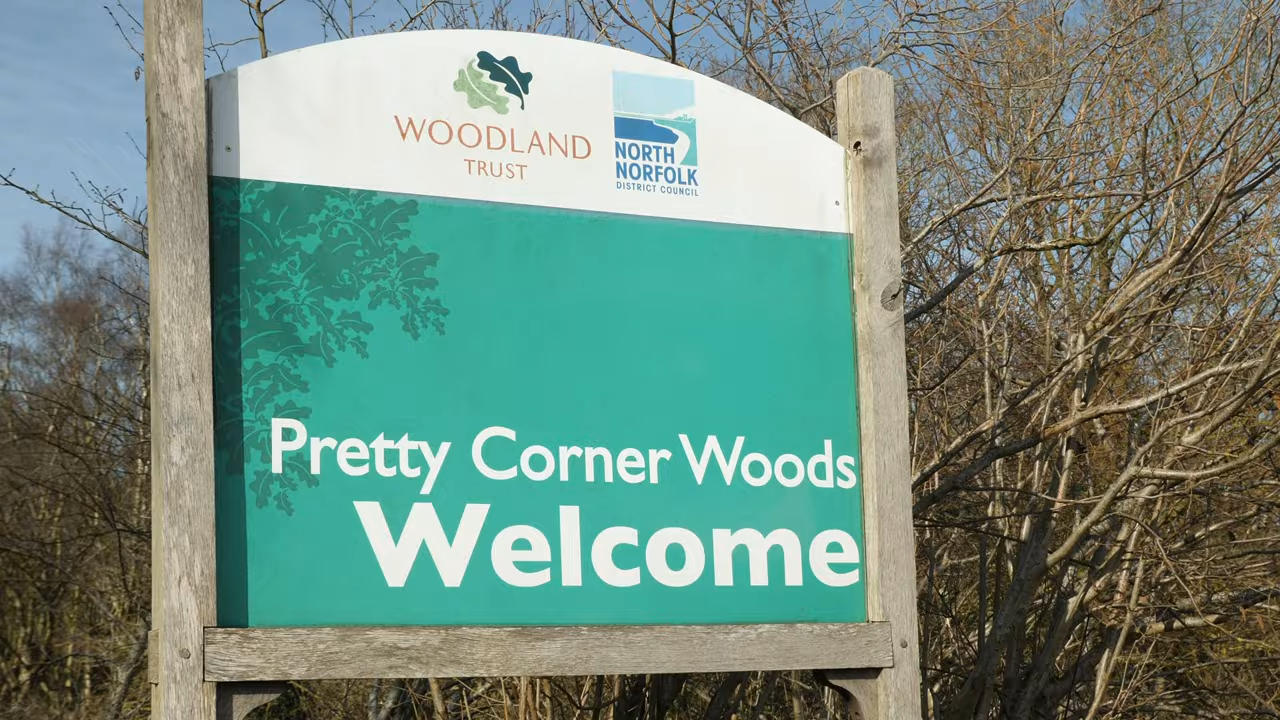 WOODLAND
TRUST
NORTH
NORFOLK
DISTRICT COUNCIL
Pretty Corner Woods
Welcome